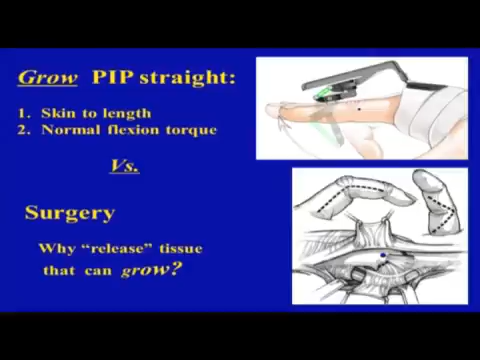 Grow PIP straight:
1. Skin to length
2. Normal flexion torque
Vs.
Surgery
Why “release” tissue
that can grow?